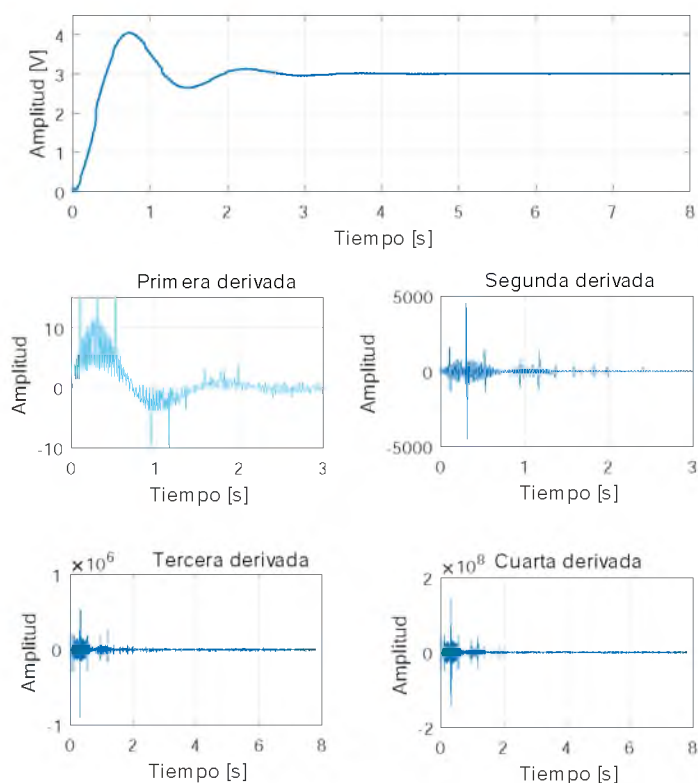 4
3
2
1
0
Amplitud [V]
0 1 2 3 4 5 6 7 8
Tiempo [s]
Primera derivada
10
0
-10
Amplitud
0 1 2 3
Tiempo [s]
Segunda derivada
5000
0
-5000
Amplitud
0 1 2 3
Tiempo [s]
×10⁶ Tercera derivada
1
0
-1
Amplitud
0 2 4 6 8
Tiempo [s]
×10⁸ Cuarta derivada
2
0
-2
Amplitud
0 2 4 6 8
Tiempo [s]